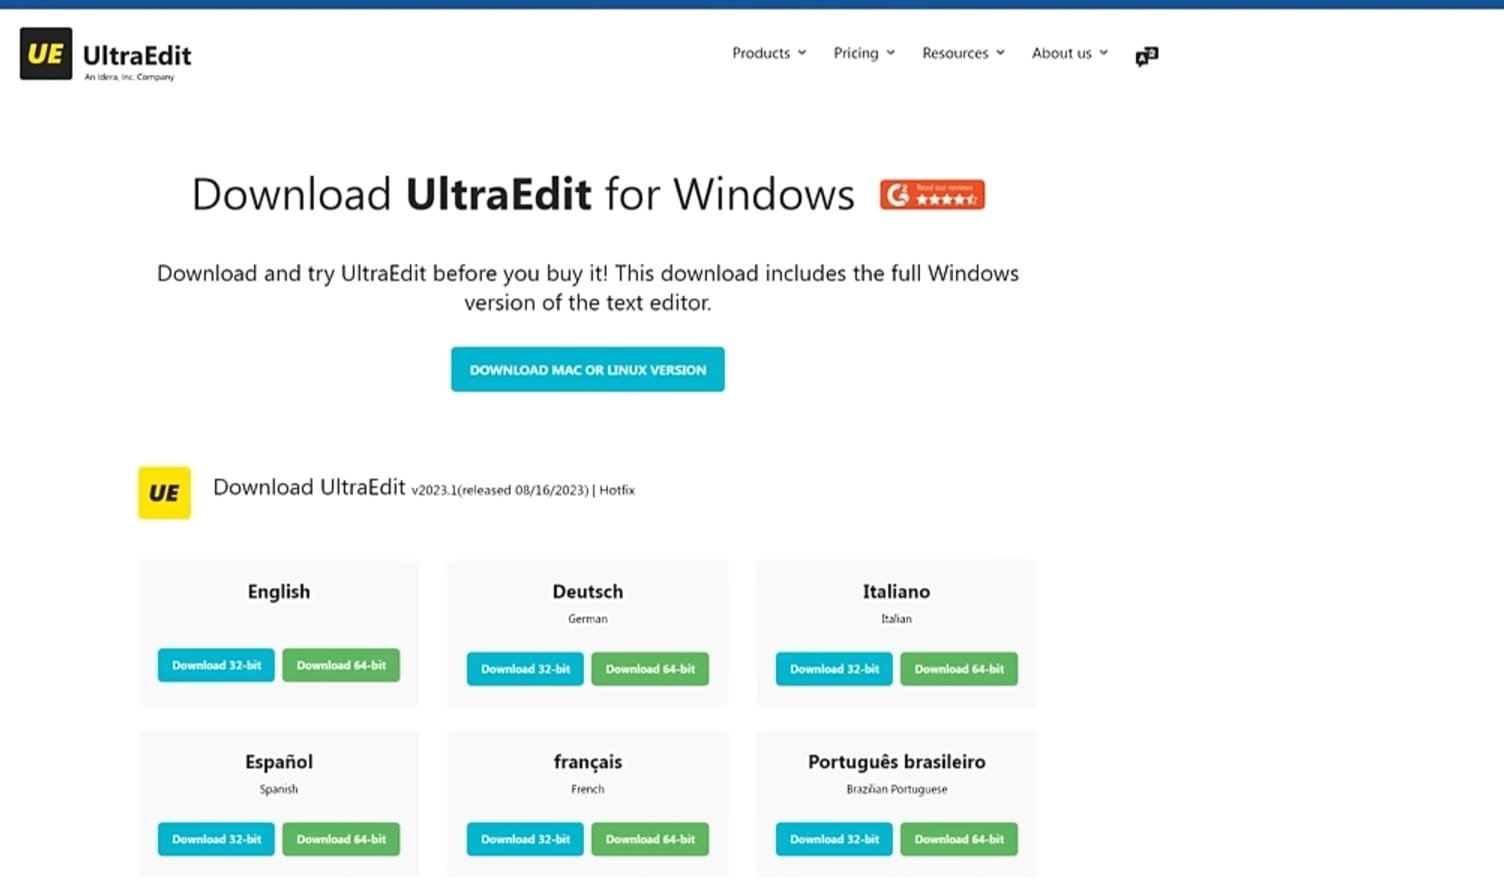 UE UltraEdit
An Idera, Inc. Company
Products Pricing Resources About us
Download UltraEdit for Windows
Read our reviews
Download and try UltraEdit before you buy it! This download includes the full Windows
version of the text editor.
DOWNLOAD MAC OR LINUX VERSION
UE Download UltraEdit v2023.1(released 08/16/2023) | Hotfix
English
Download 32-bit Download 64-bit
Deutsch
German
Download 32-bit Download 64-bit
Italiano
Italian
Download 32-bit Download 64-bit
Español
Spanish
Download 32-bit Download 64-bit
français
French
Download 32-bit Download 64-bit
Português brasileiro
Brazilian Portuguese
Download 32-bit Download 64-bit